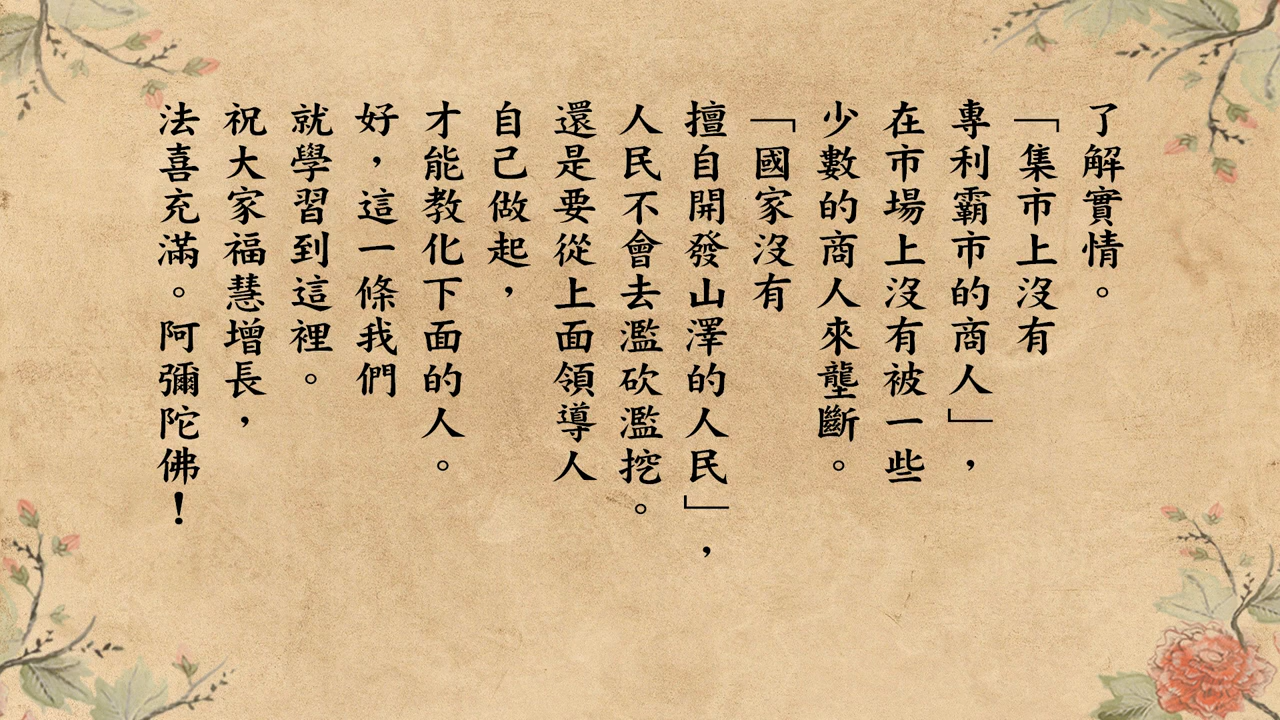 了解實情。
「集市上沒有
專利霸市的商人」，
在市場上沒有被一些
少數的商人來壟斷。
「國家沒有
擅自開發山澤的人民」，
人民不會去濫砍濫挖。
還是要從上面領導人
自己做起，
才能教化下面的人。
好，這一條我們
就學習到這裡。
祝大家福慧增長，
法喜充滿。阿彌陀佛！